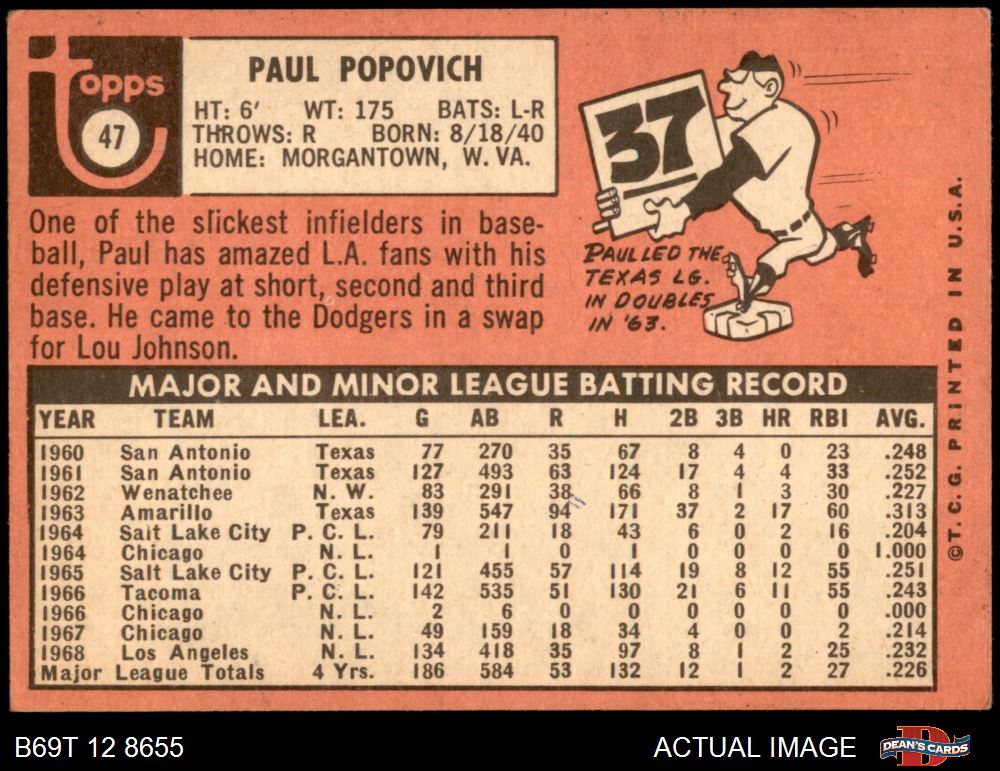 topps
47
PAUL POPOVICH
HT: 6' WT: 175 BATS: L-R
THROWS: R BORN: 8/18/40
HOME: MORGANTOWN, W. VA.
One of the slickest infielders in base-
ball, Paul has amazed L.A. fans with his
defensive play at short, second and third
base. He came to the Dodgers in a swap
for Lou Johnson.
37
PAUL LED THE
TEXAS LG.
IN DOUBLES
IN '63.
MAJOR AND MINOR LEAGUE BATTING RECORD
YEAR TEAM LEA. G AB R H 2B 3B HR RBI AVG.
1960 San Antonio Texas 77 270 35 67 8 4 0 23 .248
1961 San Antonio Texas 127 493 63 124 17 4 4 33 .252
1962 Wenatchee N. W. 83 291 38 66 8 1 3 30 .227
1963 Amarillo Texas 139 547 94 171 37 2 17 60 .313
1964 Salt Lake City P. C. L. 79 211 18 43 6 0 2 16 .204
1964 Chicago N. L. 1 1 0 1 0 0 0 0 1.000
1965 Salt Lake City P. C. L. 121 455 57 114 19 8 12 55 .251
1966 Tacoma P. C. L. 142 535 51 130 21 6 11 55 .243
1966 Chicago N. L. 2 6 0 0 0 0 0 0 .000
1967 Chicago N. L. 49 159 18 34 4 0 0 2 .214
1968 Los Angeles N. L. 134 418 35 97 8 1 2 25 .232
Major League Totals 4 Yrs. 186 584 53 132 12 1 2 27 .226
©T. C. G. PRINTED IN U.S.A.
B69T 12 8655
ACTUAL IMAGE
DEAN'S CARDS